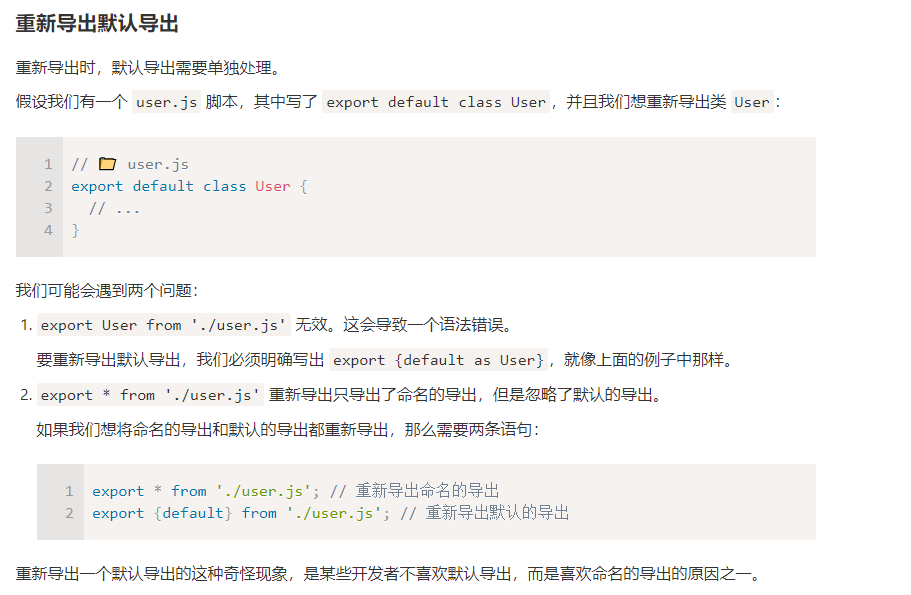 重新导出默认导出
重新导出时，默认导出需要单独处理。
假设我们有一个 user.js 脚本，其中写了 export default class User，并且我们想重新导出类 User：
1 // 📁 user.js
2 export default class User {
3   // ...
4 }
我们可能会遇到两个问题：
1. export User from './user.js' 无效。这会导致一个语法错误。
要重新导出默认导出，我们必须明确写出 export {default as User}，就像上面的例子中那样。
2. export * from './user.js' 重新导出只导出了命名的导出，但是忽略了默认的导出。
如果我们想将命名的导出和默认的导出都重新导出，那么需要两条语句：
1 export * from './user.js'; // 重新导出命名的导出
2 export {default} from './user.js'; // 重新导出默认的导出
重新导出一个默认导出的这种奇怪现象，是某些开发者不喜欢默认导出，而是喜欢命名的导出的原因之一。